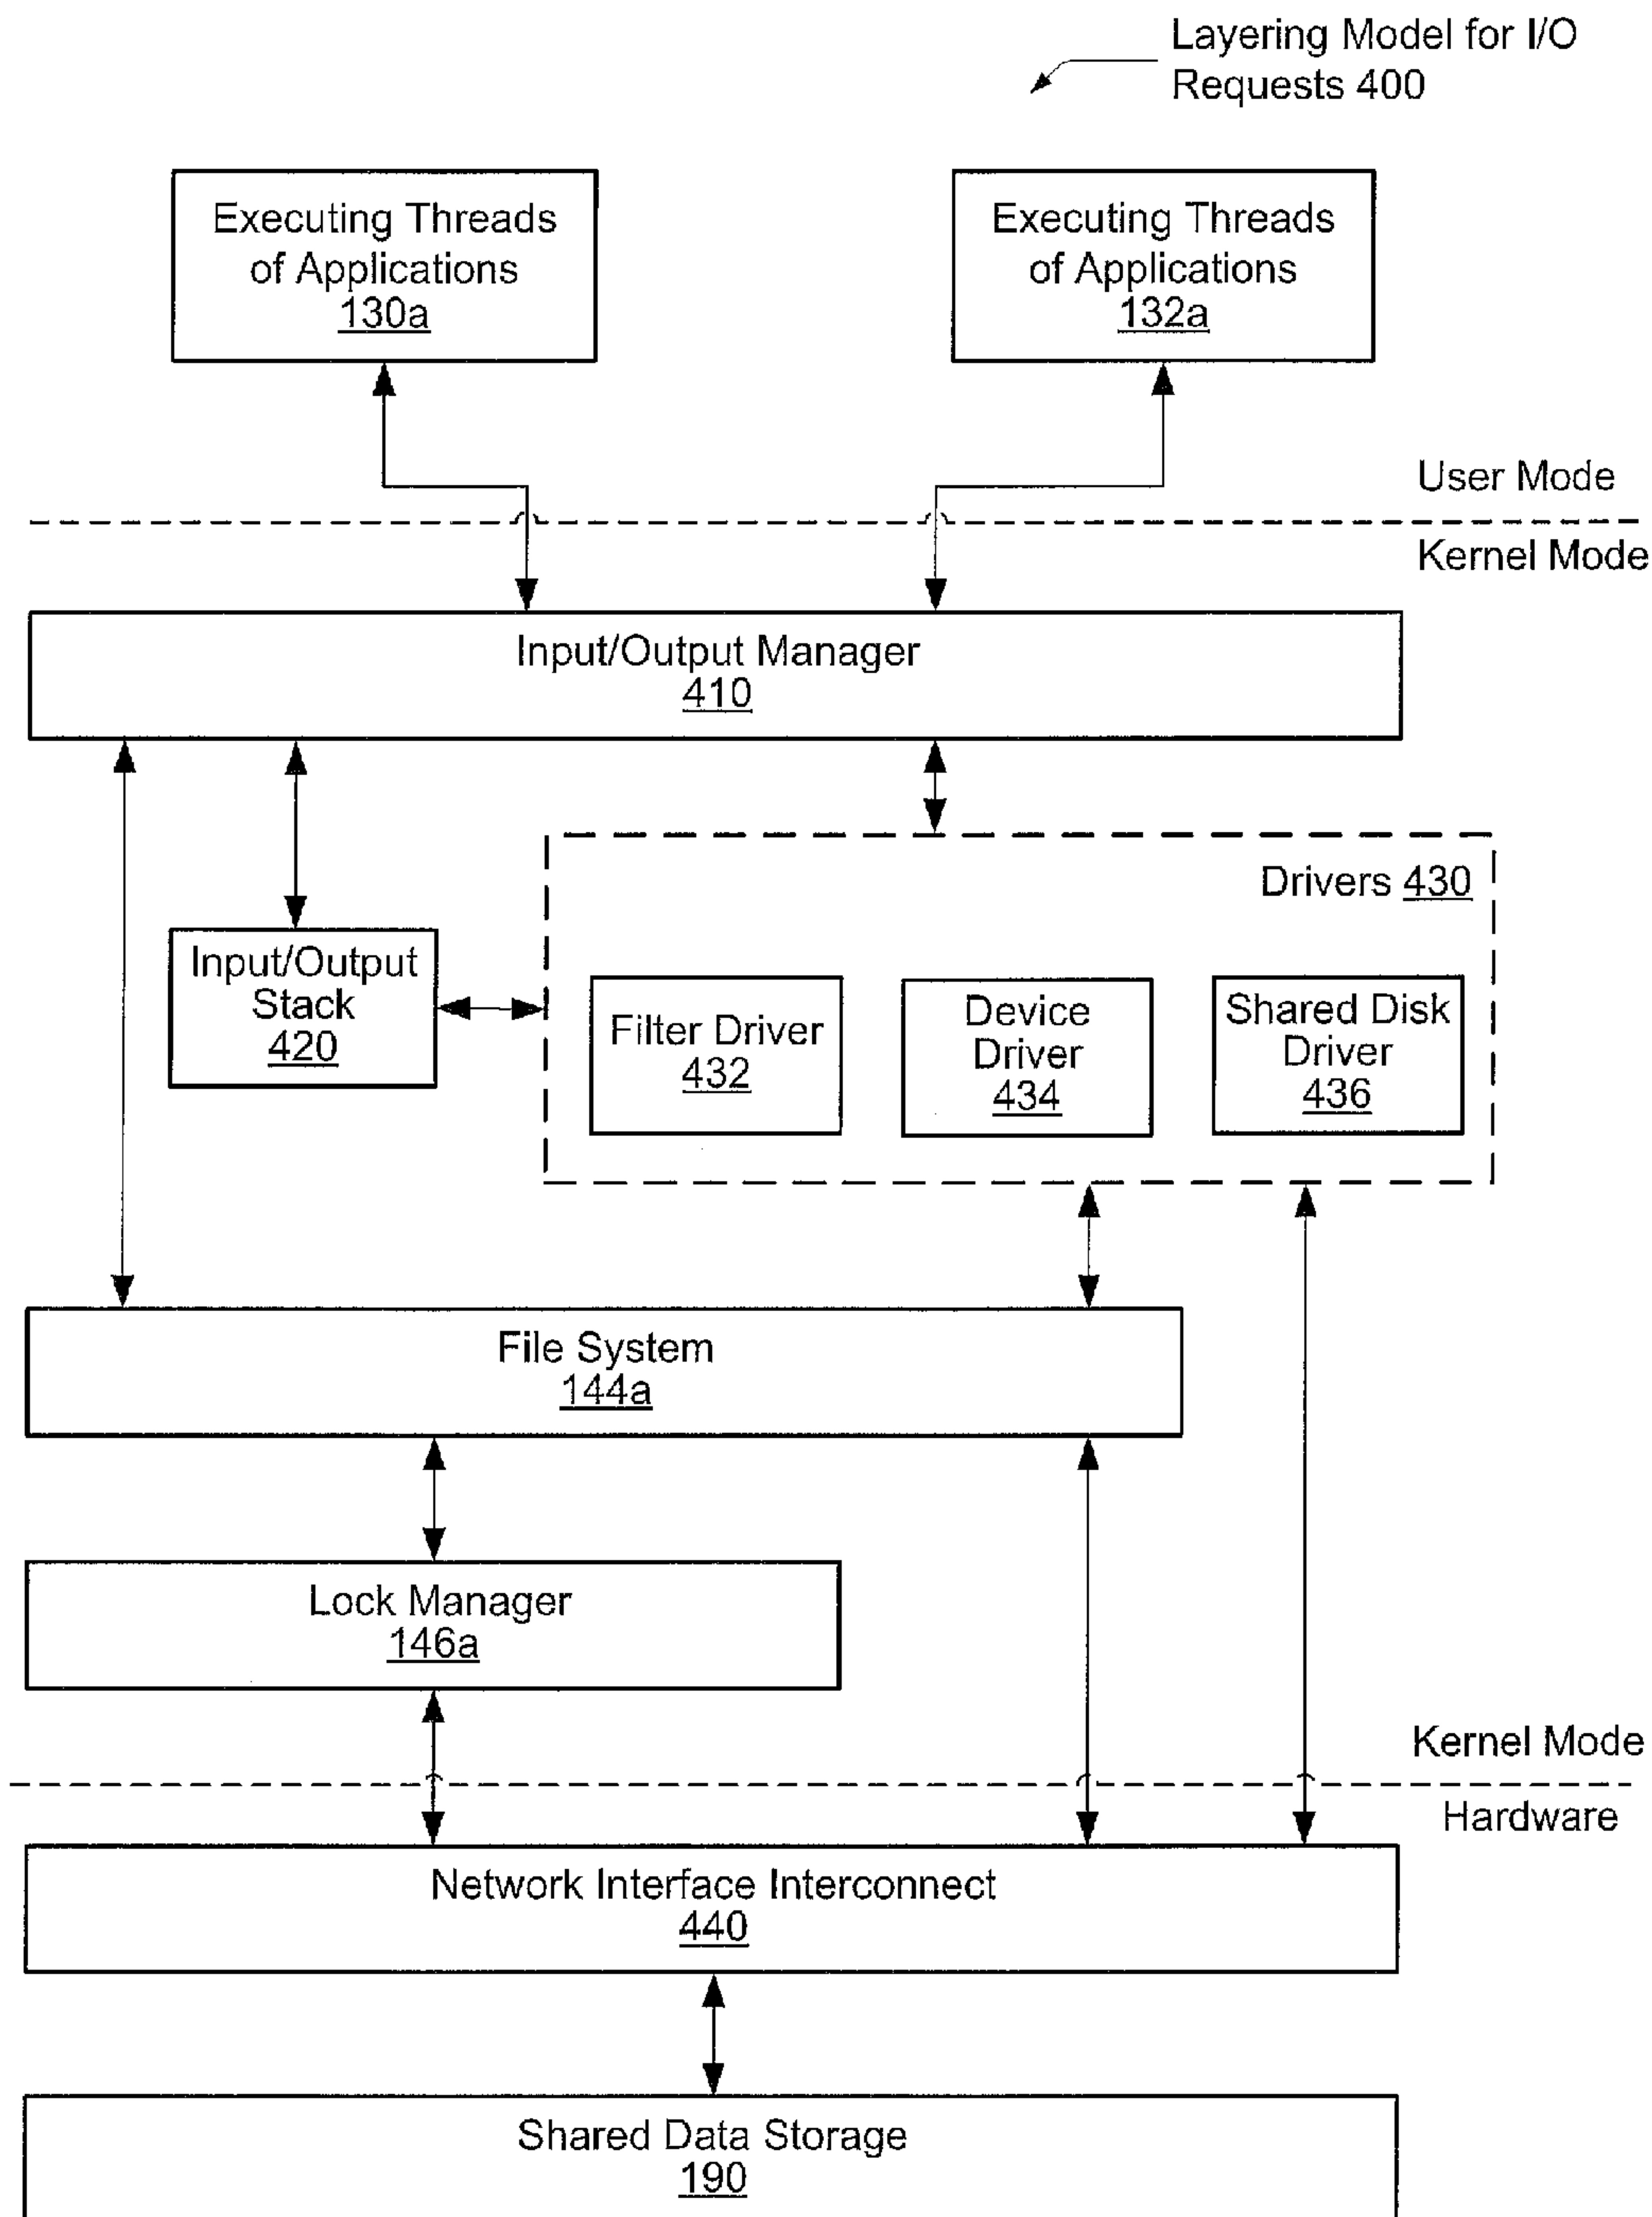 Layering Model for I/O
Requests 400
Executing Threads
of Applications
130a
Executing Threads
of Applications
132a
User Mode
Kernel Mode
Input/Output Manager
410
Drivers 430
Input/Output
Stack
420
Filter Driver
432
Device
Driver
434
Shared Disk
Driver
436
File System
144a
Lock Manager
146a
Kernel Mode
Hardware
Network Interface Interconnect
440
Shared Data Storage
190